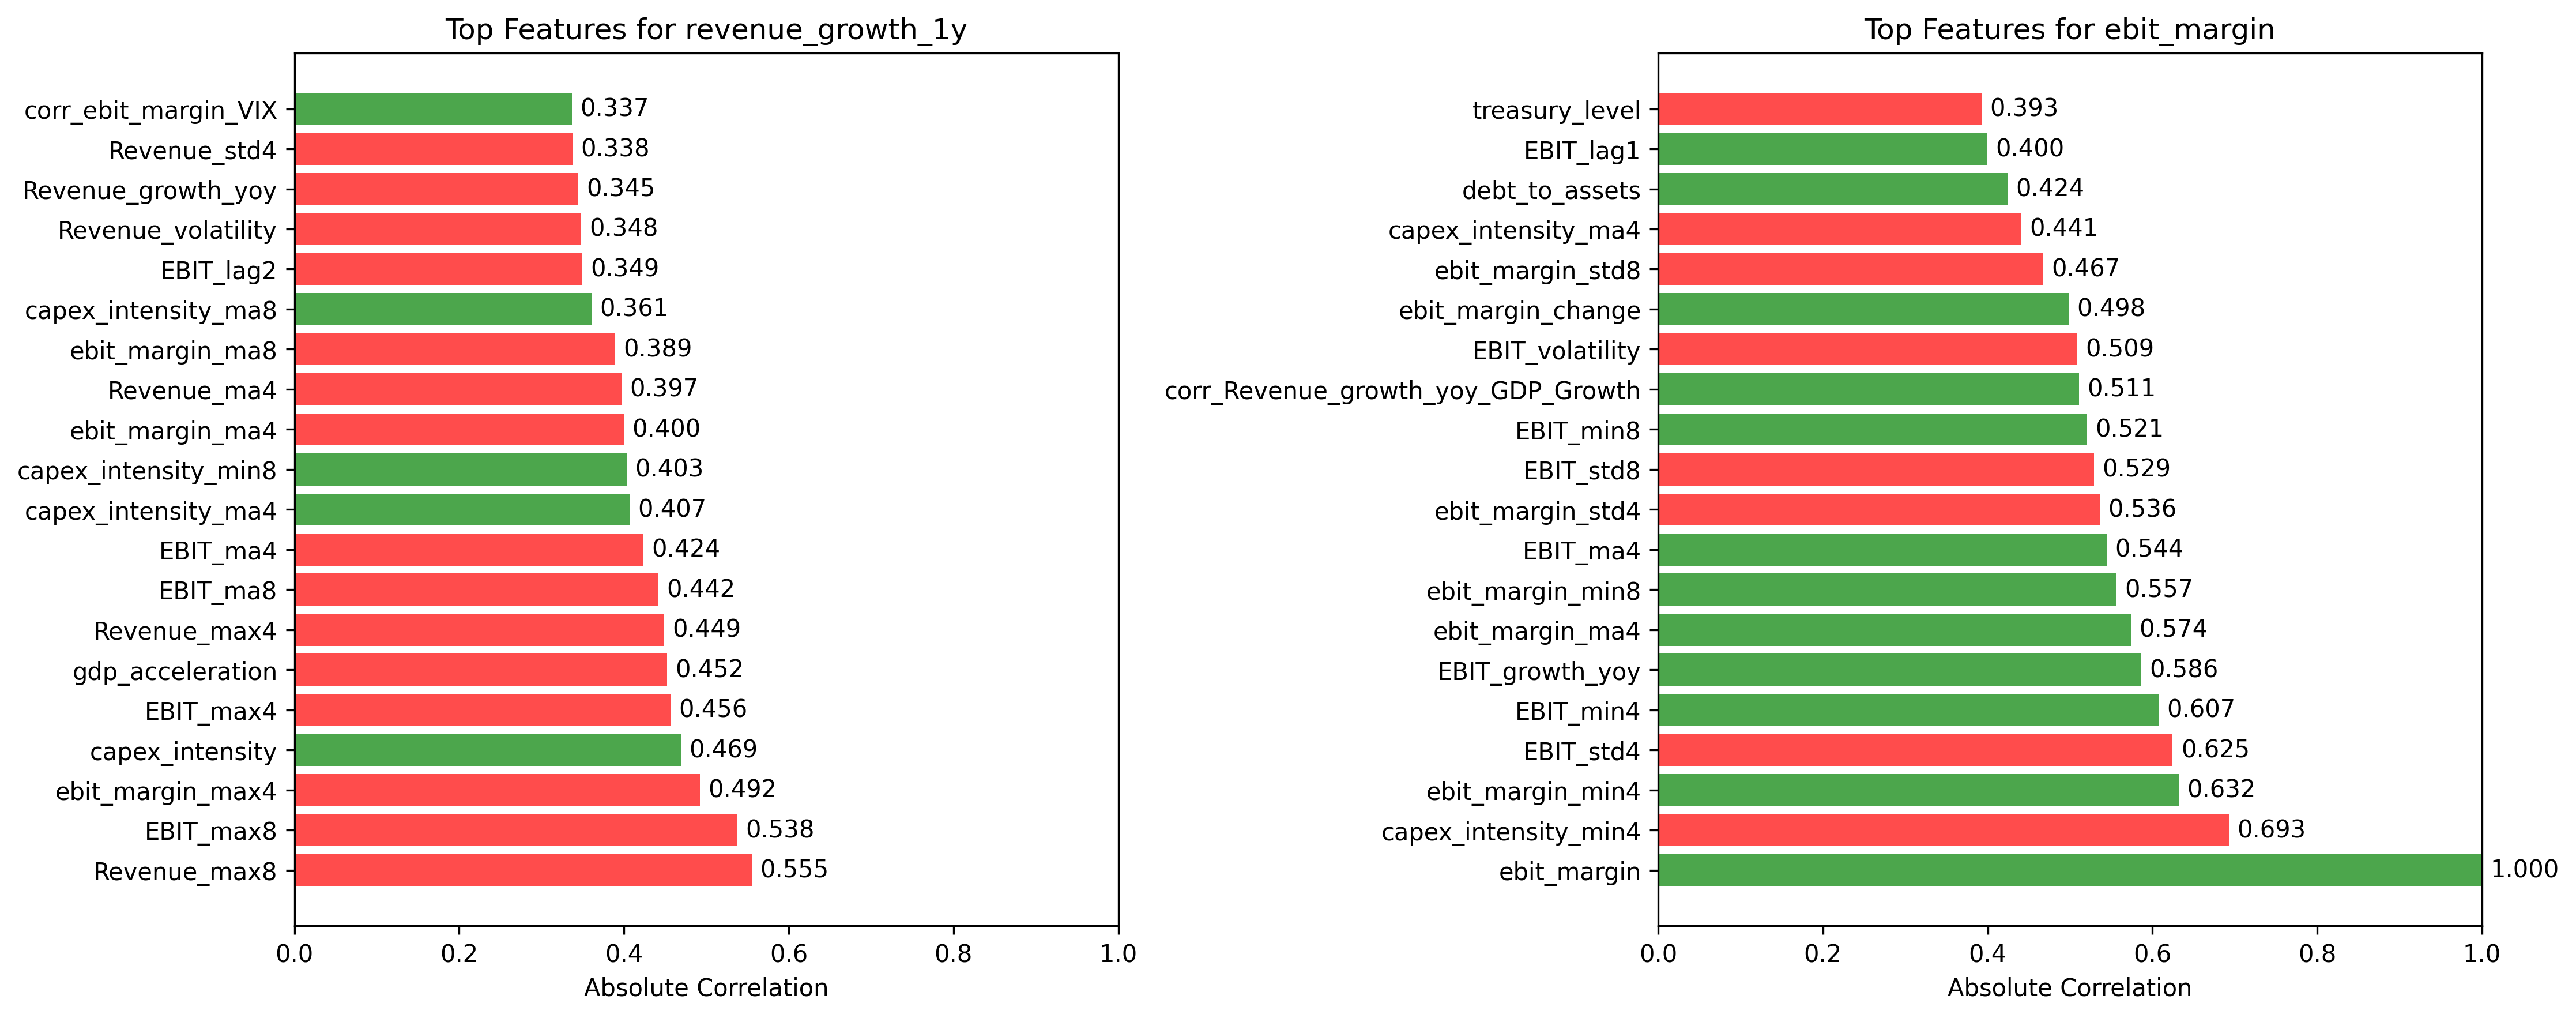 Top Features for revenue_growth_1y
corr_ebit_margin_VIX 0.337
Revenue_std4 0.338
Revenue_growth_yoy 0.345
Revenue_volatility 0.348
EBIT_lag2 0.349
capex_intensity_ma8 0.361
ebit_margin_ma8 0.389
Revenue_ma4 0.397
ebit_margin_ma4 0.400
capex_intensity_min8 0.403
capex_intensity_ma4 0.407
EBIT_ma4 0.424
EBIT_ma8 0.442
Revenue_max4 0.449
gdp_acceleration 0.452
EBIT_max4 0.456
capex_intensity 0.469
ebit_margin_max4 0.492
EBIT_max8 0.538
Revenue_max8 0.555
0.0 0.2 0.4 0.6 0.8 1.0
Absolute Correlation
Top Features for ebit_margin
treasury_level 0.393
EBIT_lag1 0.400
debt_to_assets 0.424
capex_intensity_ma4 0.441
ebit_margin_std8 0.467
ebit_margin_change 0.498
EBIT_volatility 0.509
corr_Revenue_growth_yoy_GDP_Growth 0.511
EBIT_min8 0.521
EBIT_std8 0.529
ebit_margin_std4 0.536
EBIT_ma4 0.544
ebit_margin_min8 0.557
ebit_margin_ma4 0.574
EBIT_growth_yoy 0.586
EBIT_min4 0.607
EBIT_std4 0.625
ebit_margin_min4 0.632
capex_intensity_min4 0.693
ebit_margin 1.000
0.0 0.2 0.4 0.6 0.8 1.0
Absolute Correlation